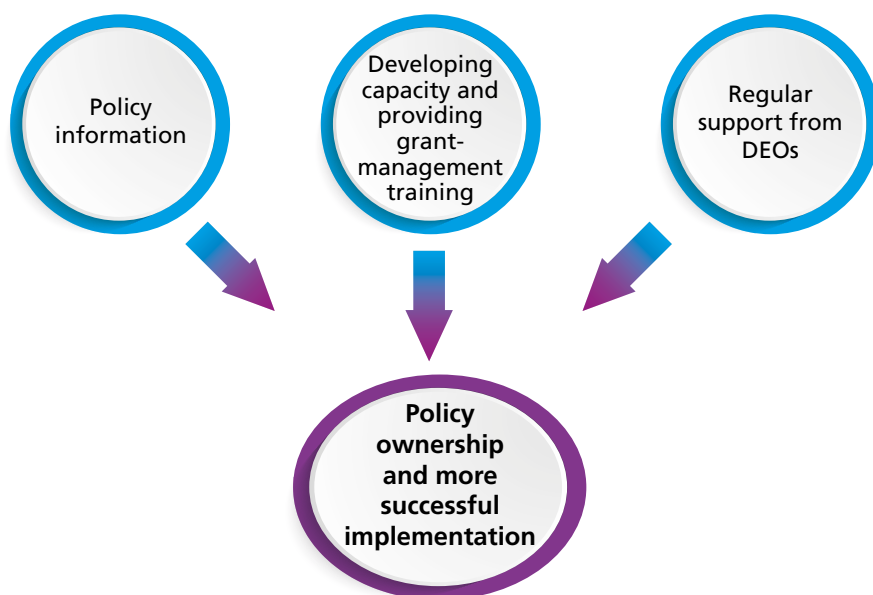 Policy
information
Developing
capacity and
providing
grant-
management
training
Regular
support from
DEOs
Policy
ownership
and more
successful
implementation